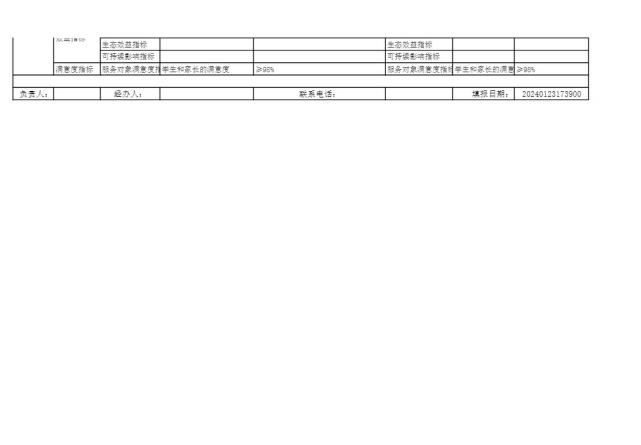 效益指标
生态效益指标 生态效益指标
可持续影响指标 可持续影响指标
满意度指标 服务对象满意度指 学生和家长的满意度 ≥98% 服务对象满意度指标 学生和家长的满意 ≥98%
负责人： 经办人： 联系电话： 填报日期： 20240123173900